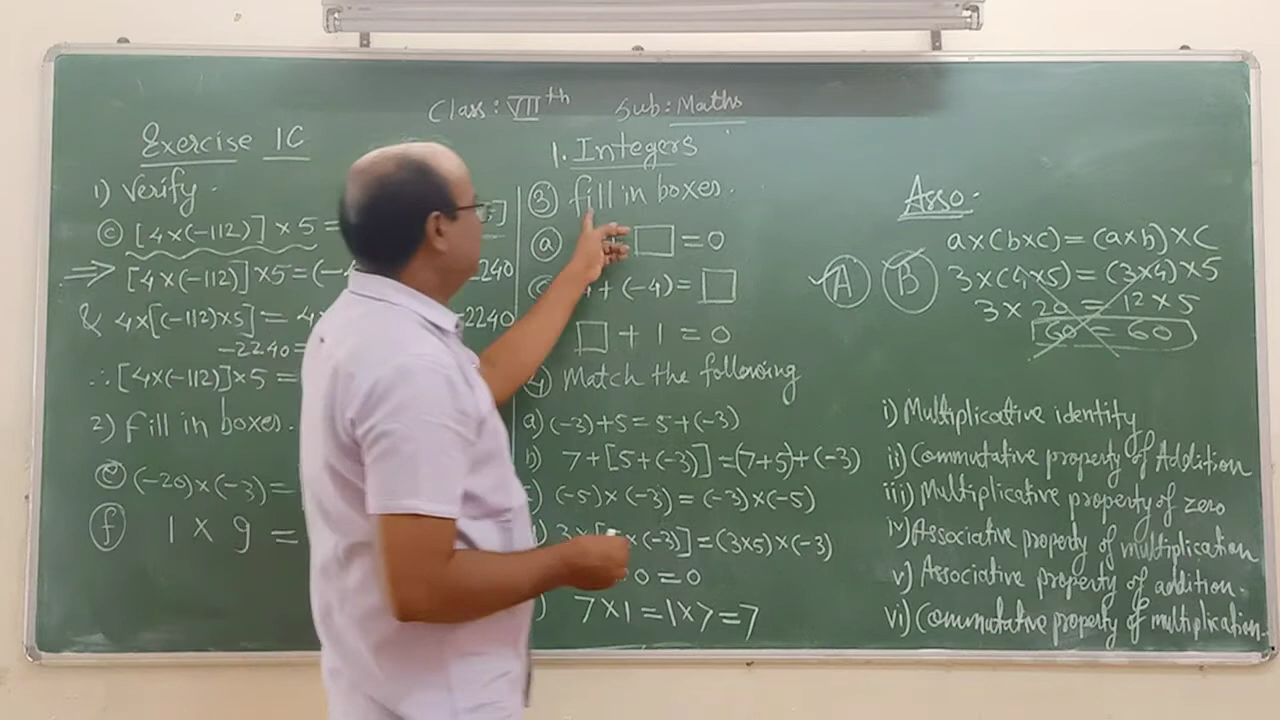 Class: VIIth Sub: Maths
Exercise 1C
1) Verify.
c [4×(-112)]×5 =
⇒ [4×(-112)]×5=(-4 2240
& 4×[(-112)×5]= 4× -2240
-2240=
∴[4×(-112)]×5=
2) fill in boxes.
e (-20)×(-3)=
f 1 × 9 =
1. Integers
3 fill in boxes.
a + □ = 0
+(-4)= □
□ + 1 = 0
4) Match the following
a) (-3)+5=5+(-3)
b) 7+[5+(-3)]=(7+5)+(-3)
(-5)×(-3)=(-3)×(-5)
×(-3)]=(3×5)×(-3)
0=0
7×1=1×7=7
Asso.
A B
a×(b×c)=(a×b)×c
3×(4×5)=(3×4)×5
3×20=12×5
60=60
i) Multiplicative identity
ii) Commutative property of Addition
iii) Multiplicative property of zero
iv) Associative property of multiplication
v) Associative property of addition.
vi) Commutative property of multiplication.